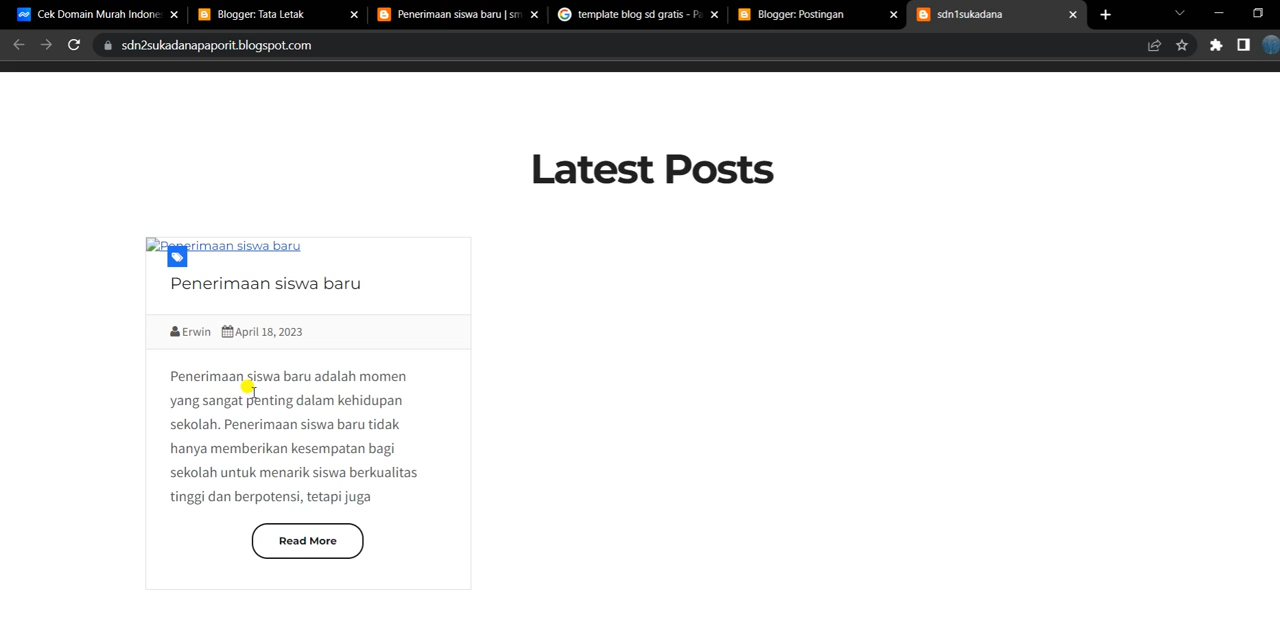 Cek Domain Murah Indone
Blogger: Tata Letak
Penerimaan siswa baru | sm
template blog sd gratis - Pe
Blogger: Postingan
sdn1sukadana
sdn2sukadanapaporit.blogspot.com
Latest Posts
Penerimaan siswa baru
Penerimaan siswa baru
Erwin April 18, 2023
Penerimaan siswa baru adalah momen
yang sangat penting dalam kehidupan
sekolah. Penerimaan siswa baru tidak
hanya memberikan kesempatan bagi
sekolah untuk menarik siswa berkualitas
tinggi dan berpotensi, tetapi juga
Read More